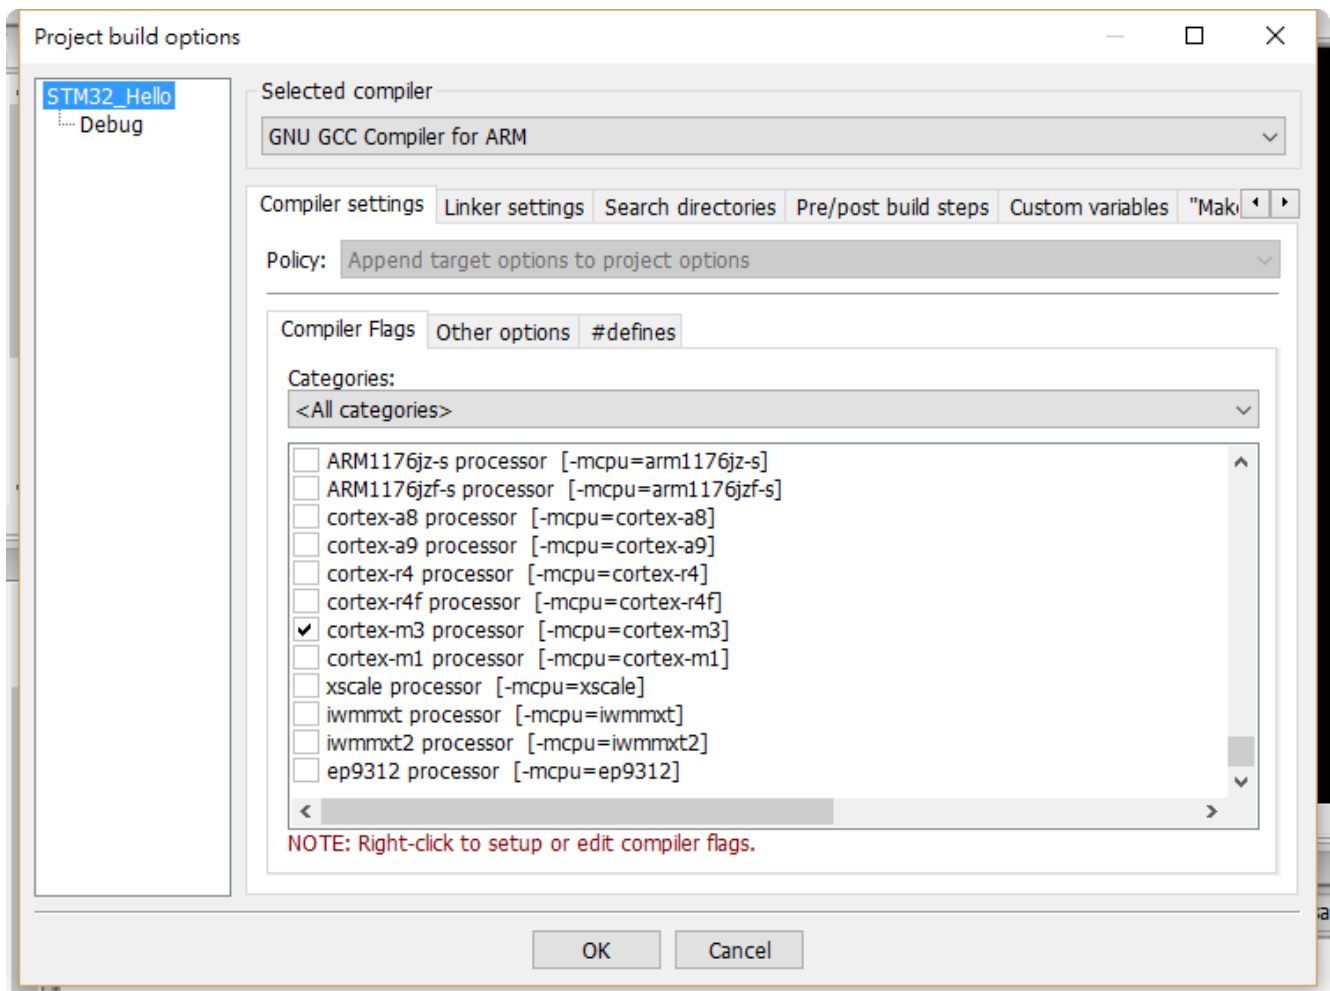 Project build options
STM32_Hello
Debug
Selected compiler
GNU GCC Compiler for ARM
Compiler settings Linker settings Search directories Pre/post build steps Custom variables "Make
Policy: Append target options to project options
Compiler Flags Other options #defines
Categories:
<All categories>
ARM1176jz-s processor [-mcpu=arm1176jz-s]
ARM1176jzf-s processor [-mcpu=arm1176jzf-s]
cortex-a8 processor [-mcpu=cortex-a8]
cortex-a9 processor [-mcpu=cortex-a9]
cortex-r4 processor [-mcpu=cortex-r4]
cortex-r4f processor [-mcpu=cortex-r4f]
cortex-m3 processor [-mcpu=cortex-m3]
cortex-m1 processor [-mcpu=cortex-m1]
xscale processor [-mcpu=xscale]
iwmmxt processor [-mcpu=iwmmxt]
iwmmxt2 processor [-mcpu=iwmmxt2]
ep9312 processor [-mcpu=ep9312]
NOTE: Right-click to setup or edit compiler flags.
OK Cancel